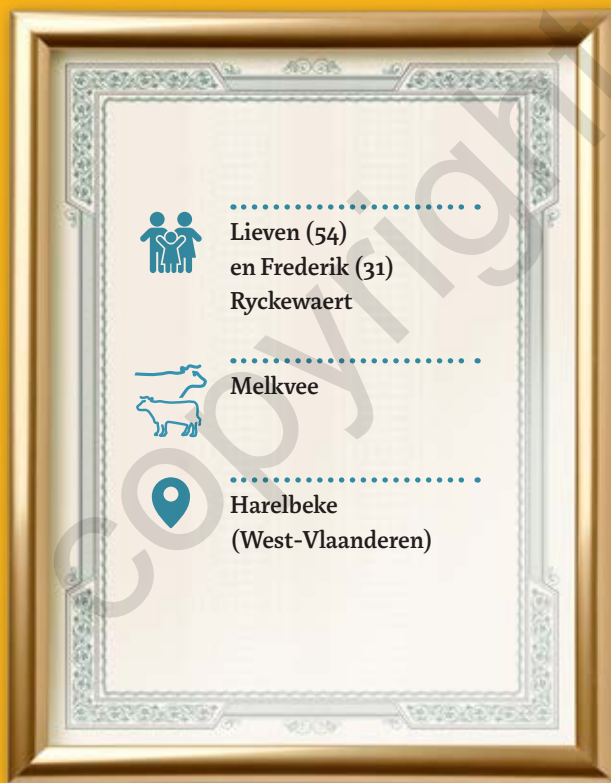 Lieven (54)
en Frederik (31)
Ryckewaert
Melkvee
Harelbeke
(West-Vlaanderen)
copyright